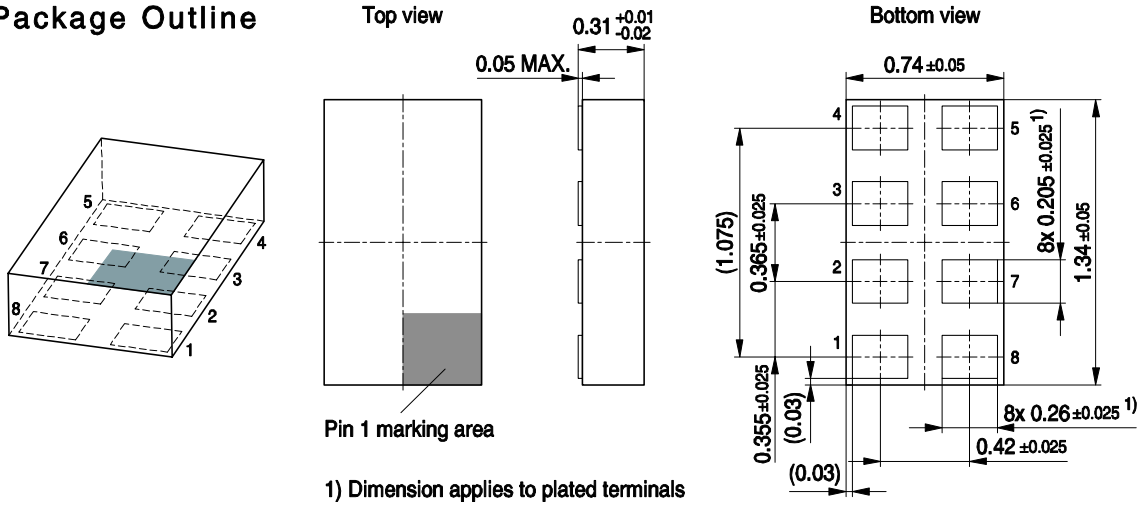 Package Outline
Top view
0.31 +0.01 -0.02
0.05 MAX.
Bottom view
0.74 ±0.05
4
5
3
6
2
7
1
8
(1.075)
0.365±0.025
0.355±0.025
(0.03)
8x 0.205 ±0.025 1)
1.34 ±0.05
8x 0.26 ±0.025 1)
0.42 ±0.025
(0.03)
5
6
7
8
4
3
2
1
Pin 1 marking area
1) Dimension applies to plated terminals